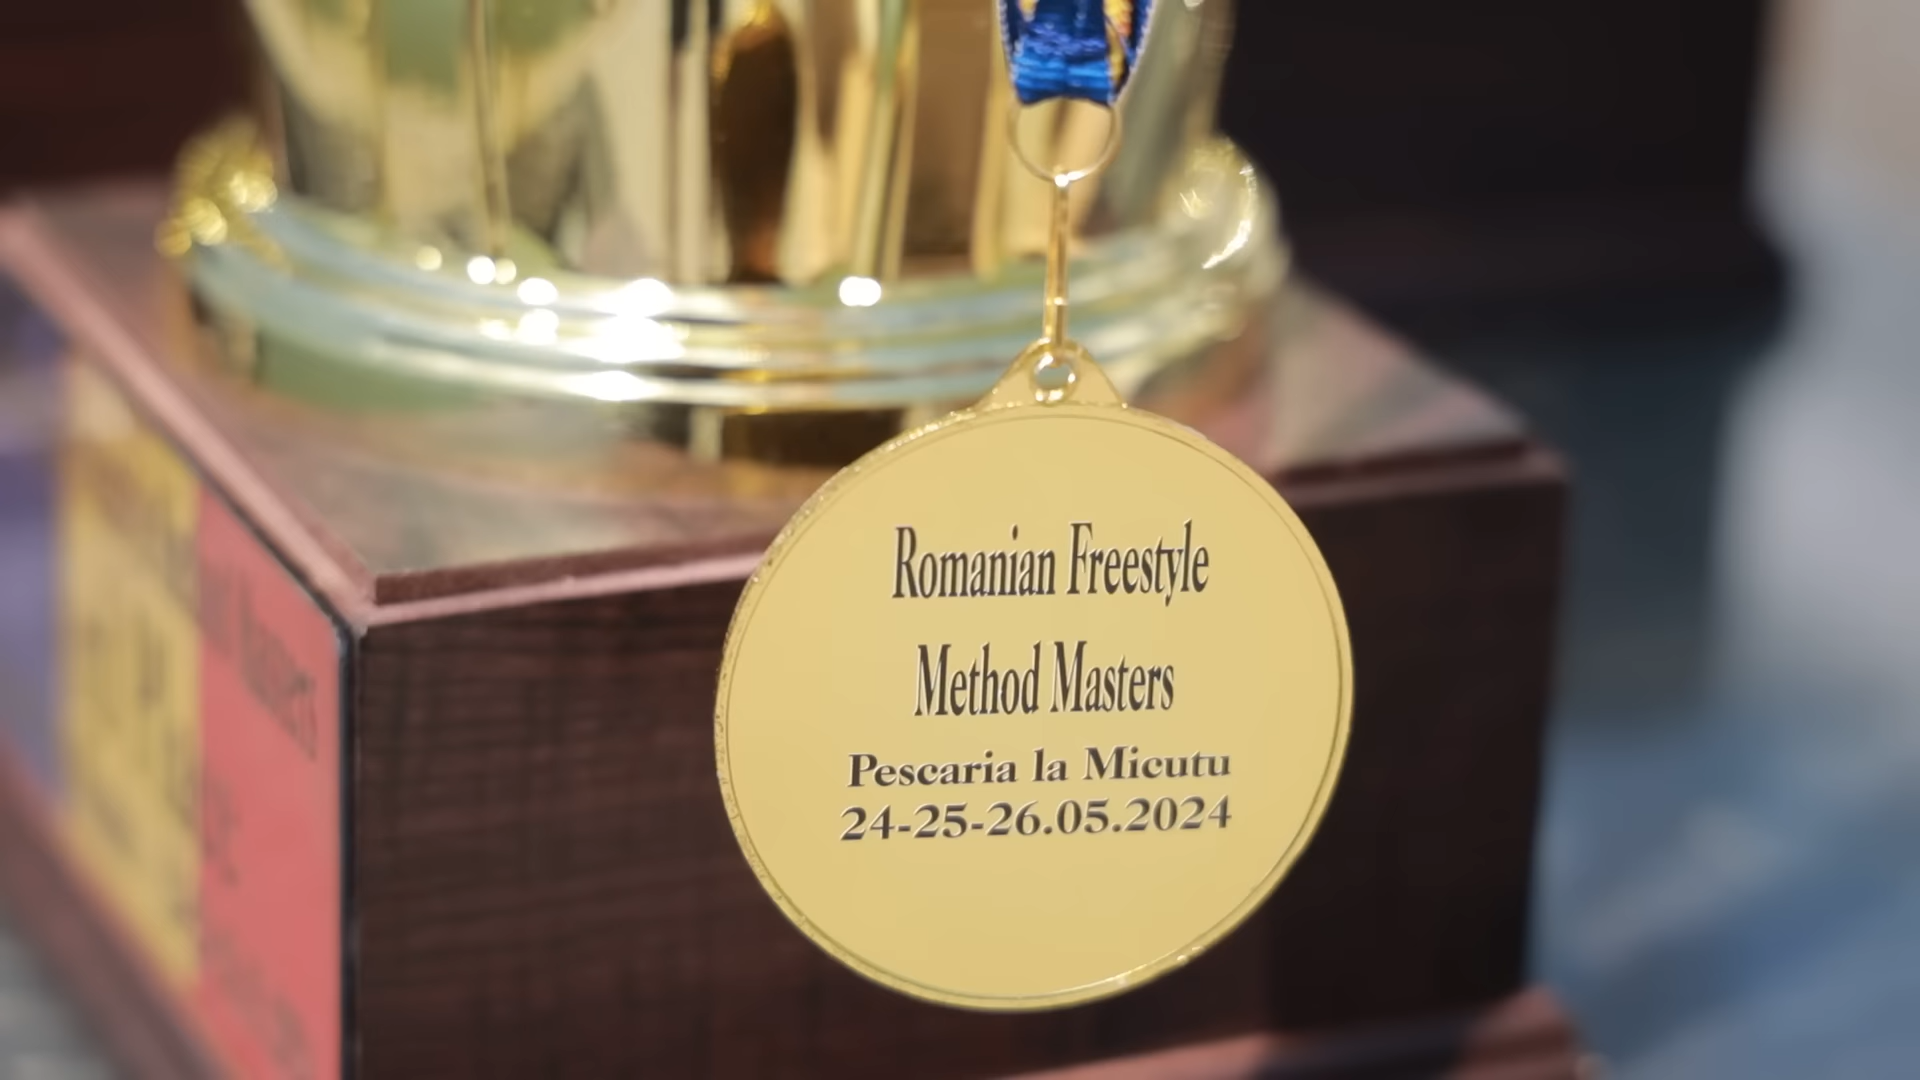 Romanian Freestyle
Method Masters
Pescaria la Micutu
24-25-26.05.2024